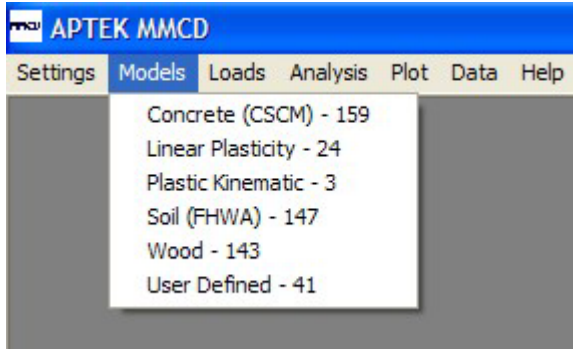 APTEK MMCD
Settings Models Loads Analysis Plot Data Help
Concrete (CSCM) - 159
Linear Plasticity - 24
Plastic Kinematic - 3
Soil (FHWA) - 147
Wood - 143
User Defined - 41